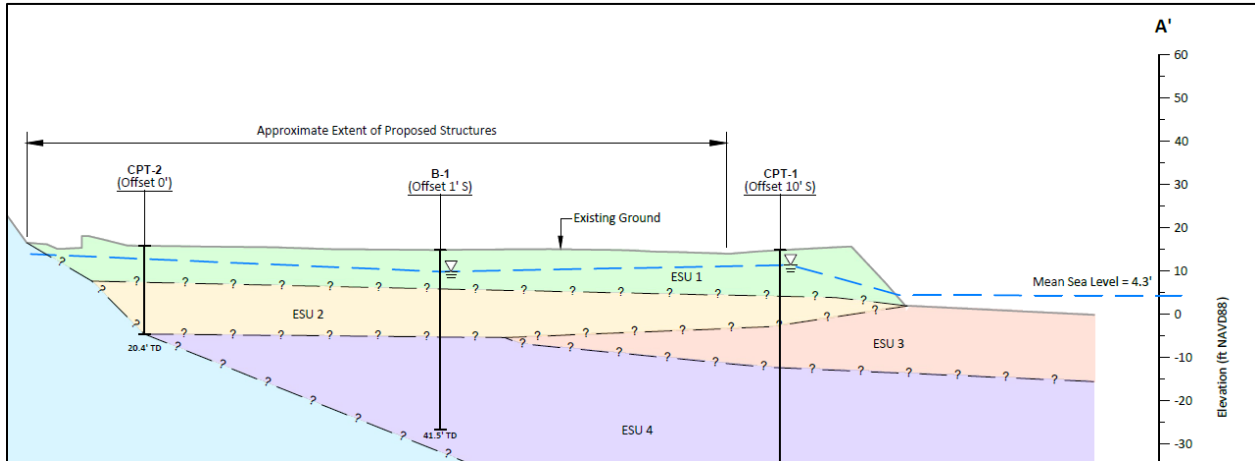 A'
60
50
Approximate Extent of Proposed Structures
40
CPT-2
(Offset 0')
B-1
(Offset 1' S)
CPT-1
(Offset 10' S)
30
Existing Ground
20
ESU 1
10
Mean Sea Level = 4.3'
ESU 2
0
ESU 3
20.4' TD
-10
-20
41.5' TD
ESU 4
-30
Elevation (ft NAVD88)
? ? ? ? ? ? ? ? ? ? ? ? ? ? ? ?